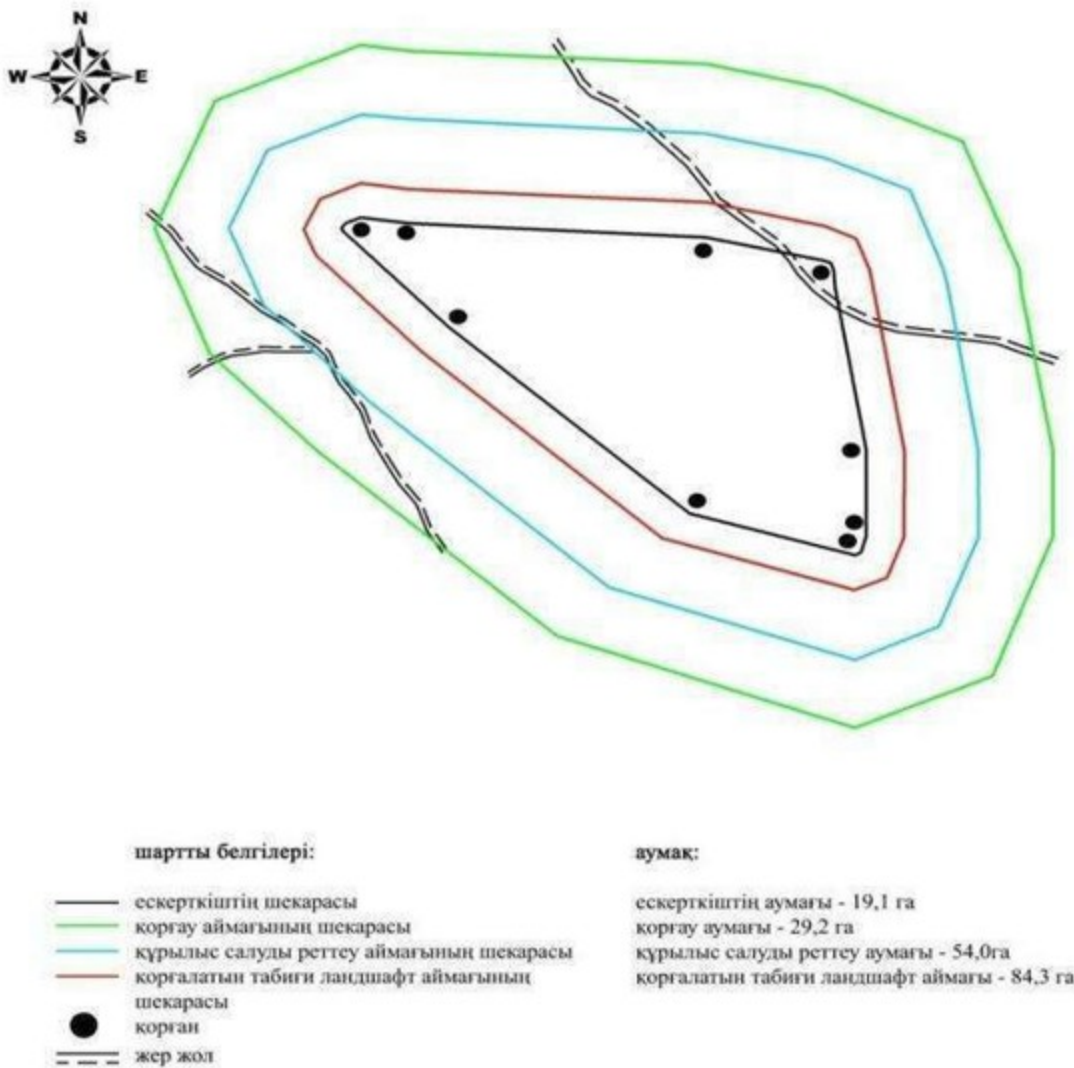 N
W E
S
шартты белгілері:
ескерткіштің шекарасы
қорғау аймағының шекарасы
құрылыс салуды реттеу аймағының шекарасы
қорғалатын табиғи ландшафт аймағының
шекарасы
қорған
жер жол
аумақ:
ескерткіштің аумағы - 19,1 га
қорғау аумағы - 29,2 га
құрылыс салуды реттеу аумағы - 54,0га
қорғалатын табиғи ландшафт аймағы - 84,3 га